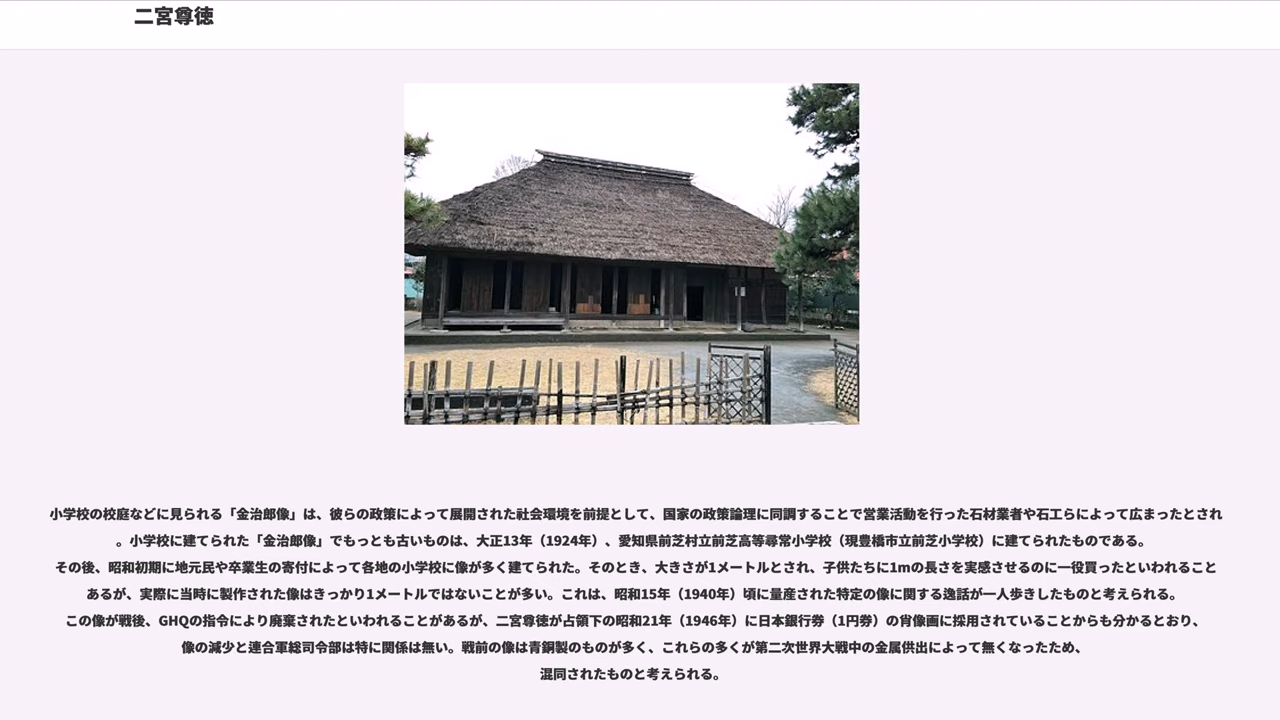 二宮尊徳
小学校の校庭などに見られる「金治郎像」は、彼らの政策によって展開された社会環境を前提として、国家の政策論理に同調することで営業活動を行った石材業者や石工らによって広まったとされ
。小学校に建てられた「金治郎像」でもっとも古いものは、大正13年（1924年）、愛知県前芝村立前芝高等尋常小学校（現豊橋市立前芝小学校）に建てられたものである。
その後、昭和初期に地元民や卒業生の寄付によって各地の小学校に像が多く建てられた。そのとき、大きさが1メートルとされ、子供たちに1mの長さを実感させるのに一役買ったといわれること
あるが、実際に当時に製作された像はきっかり1メートルではないことが多い。これは、昭和15年（1940年）頃に量産された特定の像に関する逸話が一人歩きしたものと考えられる。
この像が戦後、GHQの指令により廃棄されたといわれることがあるが、二宮尊徳が占領下の昭和21年（1946年）に日本銀行券（1円券）の肖像画に採用されていることからも分かるとおり、
像の減少と連合軍総司令部は特に関係は無い。戦前の像は青銅製のものが多く、これらの多くが第二次世界大戦中の金属供出によって無くなったため、
混同されたものと考えられる。